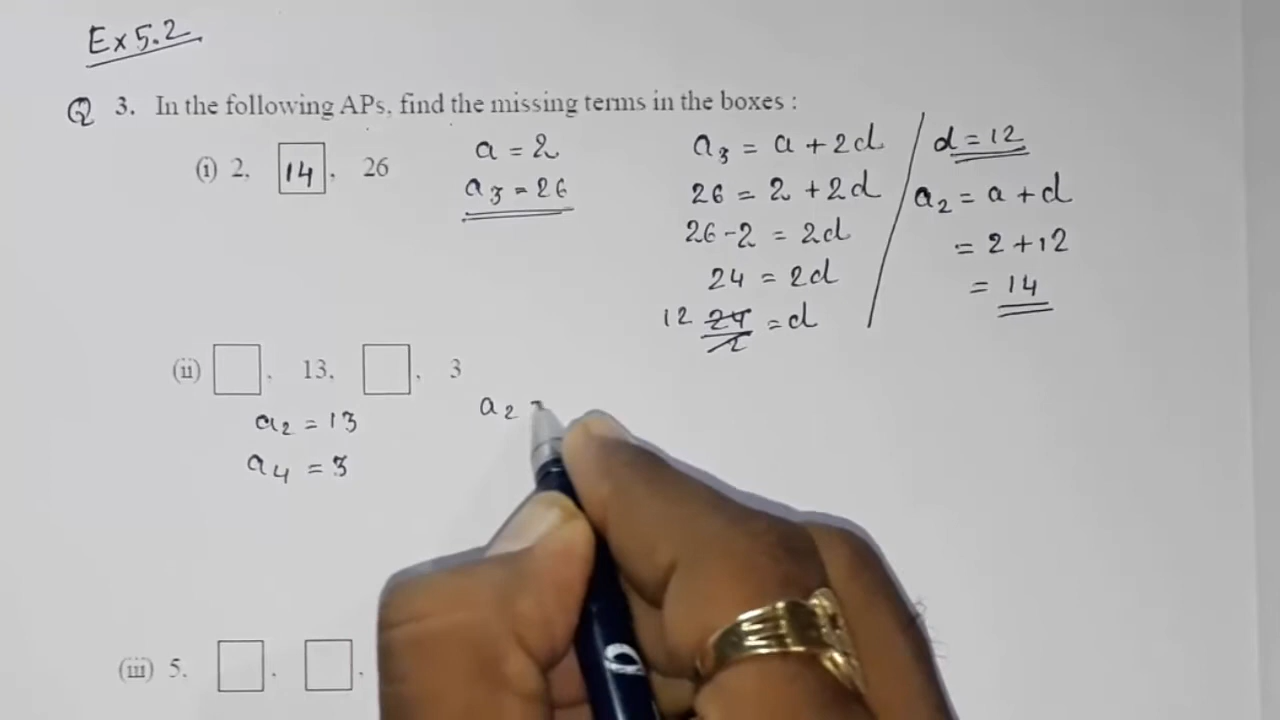 Ex 5.2
Q 3. In the following APs, find the missing terms in the boxes :
(i) 2, 14, 26
a = 2
a₃ = 26
a₃ = a + 2d
26 = 2 + 2d
26 - 2 = 2d
24 = 2d
12 24/2 = d
d = 12
a₂ = a + d
= 2 + 12
= 14
(ii) , 13, , 3
a₂ = 13
a₄ = 3
a₂ =
(iii) 5, , ,